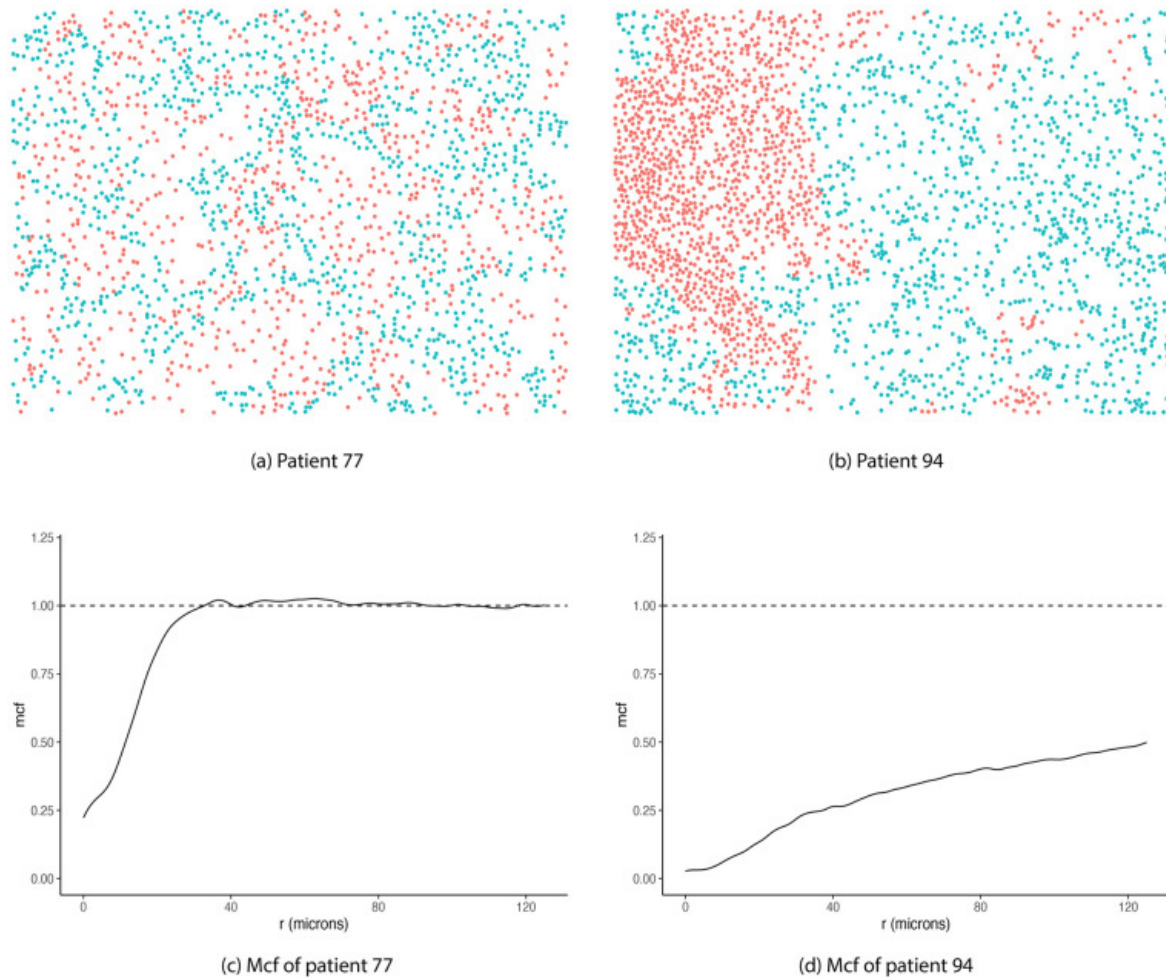 (a) Patient 77
(b) Patient 94
1.25
1.00
0.75
0.50
0.25
0.00
mcf
0
40
80
120
r (microns)
(c) Mcf of patient 77
1.25
1.00
0.75
0.50
0.25
0.00
mcf
0
40
80
120
r (microns)
(d) Mcf of patient 94